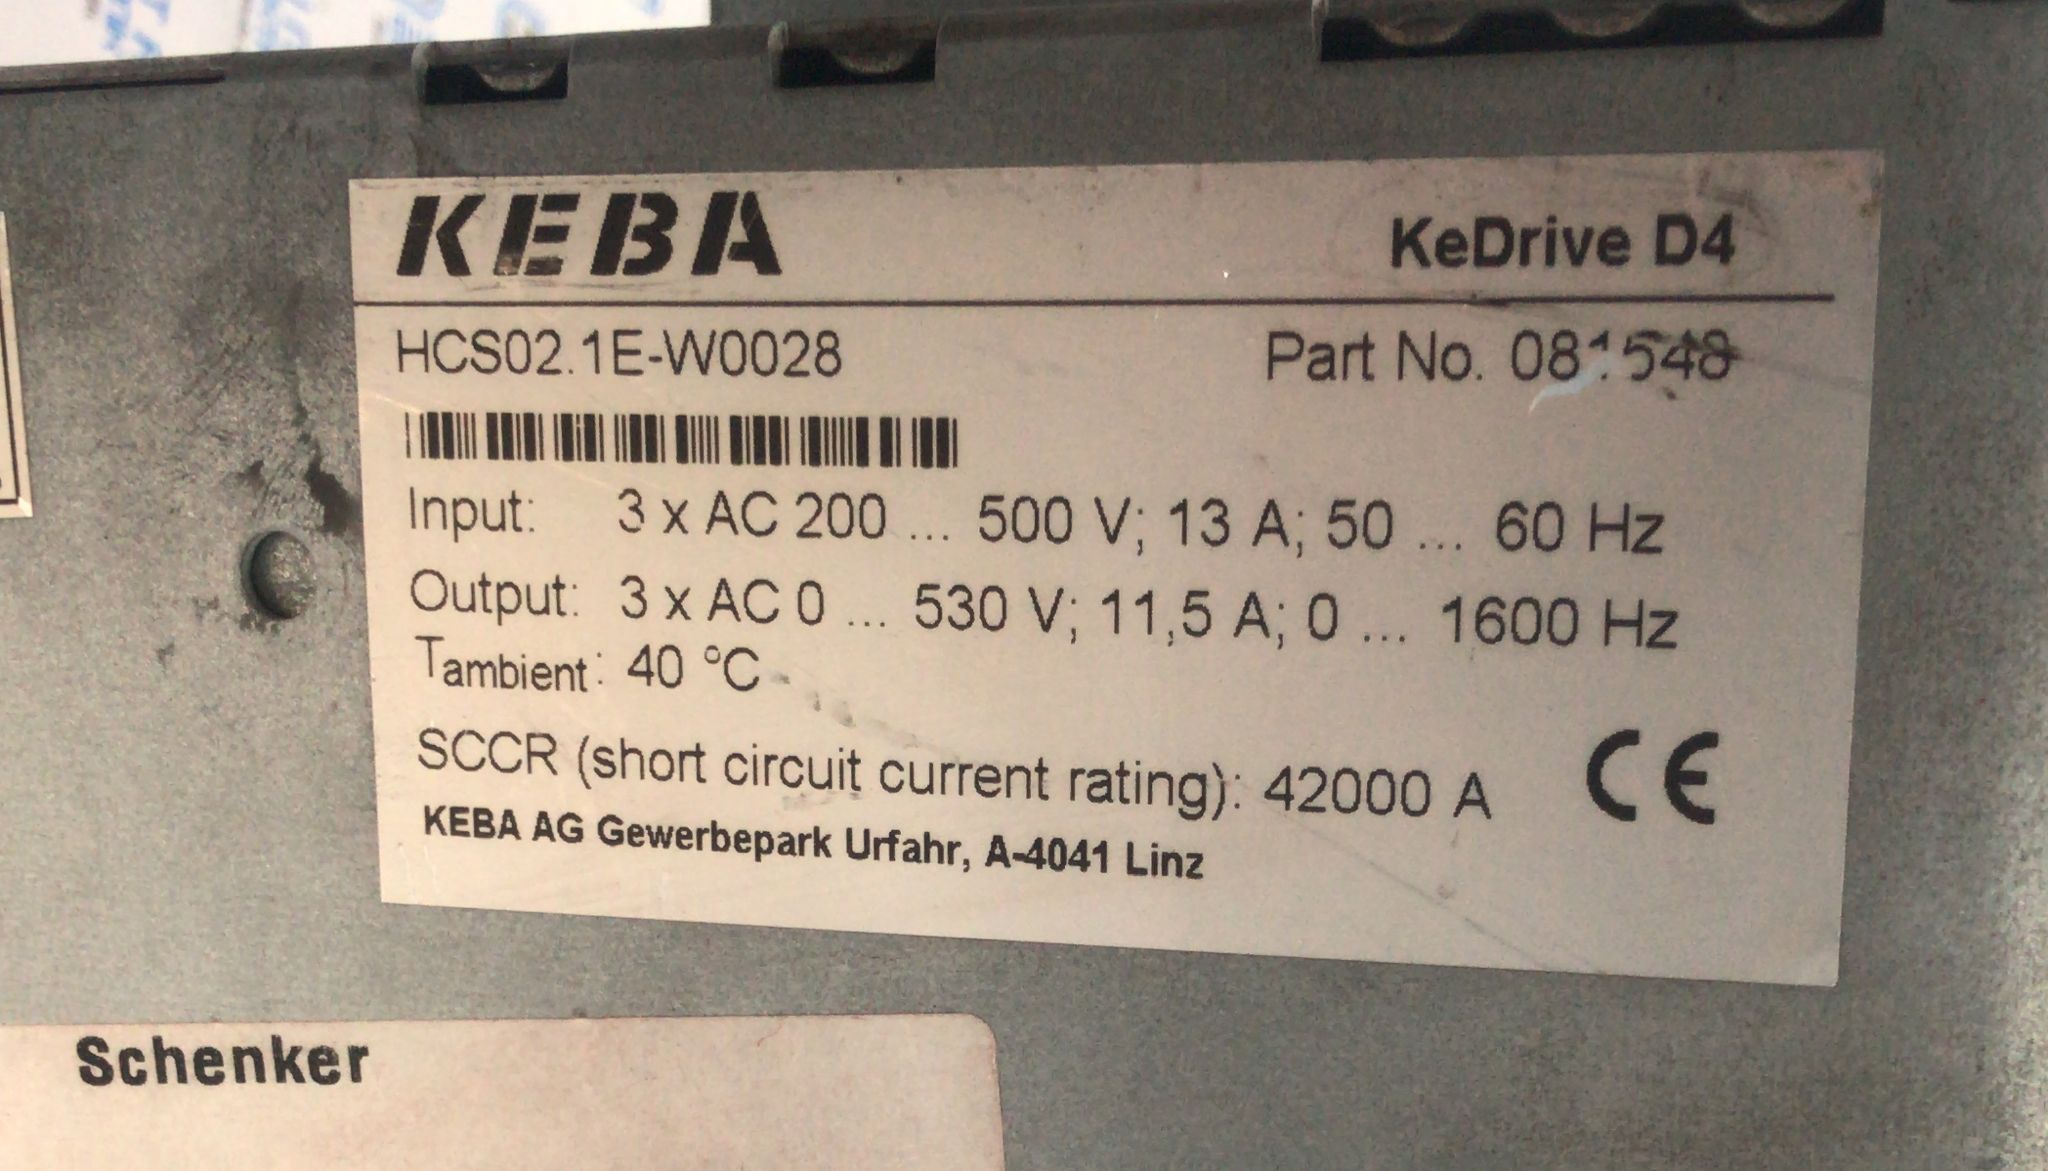 KEBA
KeDrive D4
HCS02.1E-W0028
Part No. 081548
Input: 3 x AC 200 ... 500 V; 13 A; 50 ... 60 Hz
Output: 3 x AC 0 ... 530 V; 11,5 A; 0 ... 1600 Hz
Tambient: 40 °C
SCCR (short circuit current rating): 42000 A
CE
KEBA AG Gewerbepark Urfahr, A-4041 Linz
Schenker